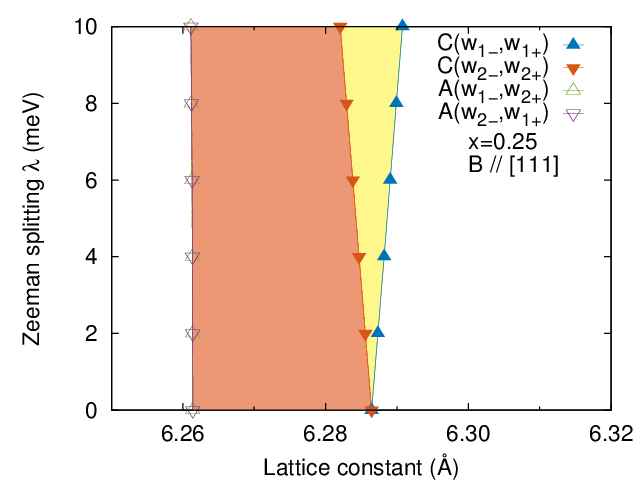 10
8
6
4
2
0
Zeeman splitting λ (meV)
C(w1−,w1+)
C(w2−,w2+)
A(w1−,w2+)
A(w2−,w1+)
x=0.25
B // [111]
6.26 6.28 6.30 6.32
Lattice constant (Å)